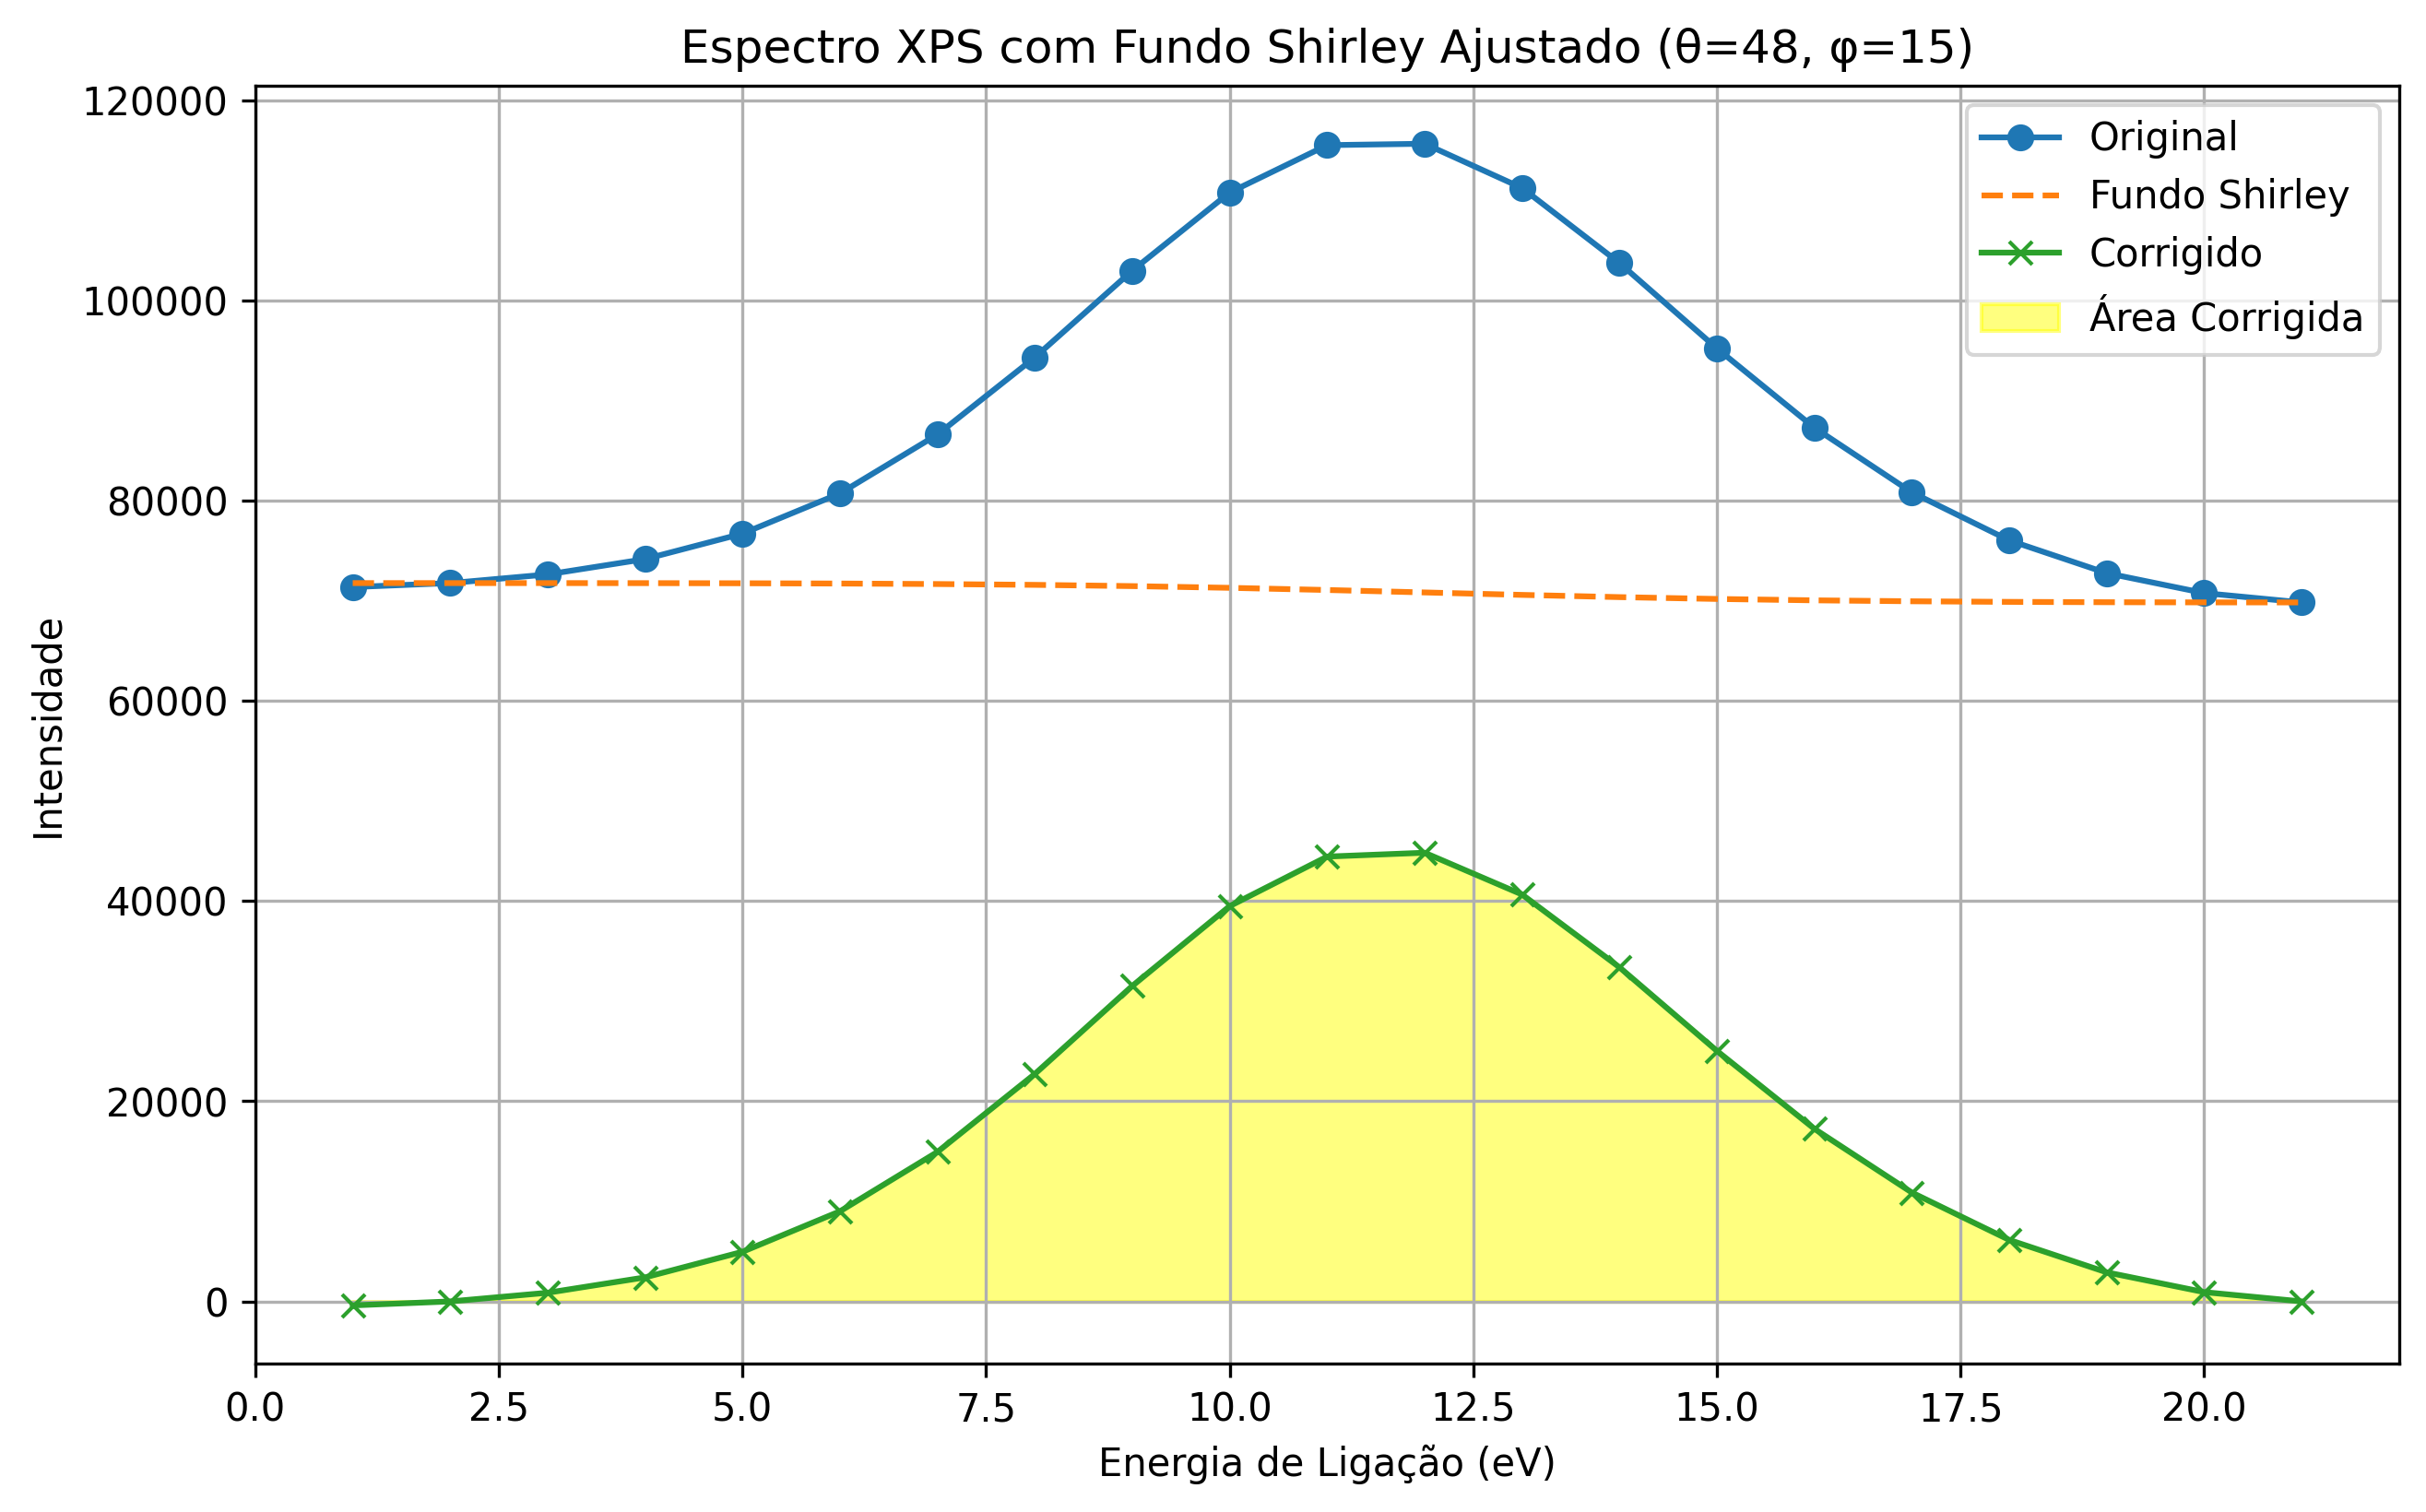 Espectro XPS com Fundo Shirley Ajustado (θ=48, φ=15)
120000
100000
80000
60000
40000
20000
0
Intensidade
Original
Fundo Shirley
Corrigido
Área Corrigida
0.0 2.5 5.0 7.5 10.0 12.5 15.0 17.5 20.0
Energia de Ligação (eV)